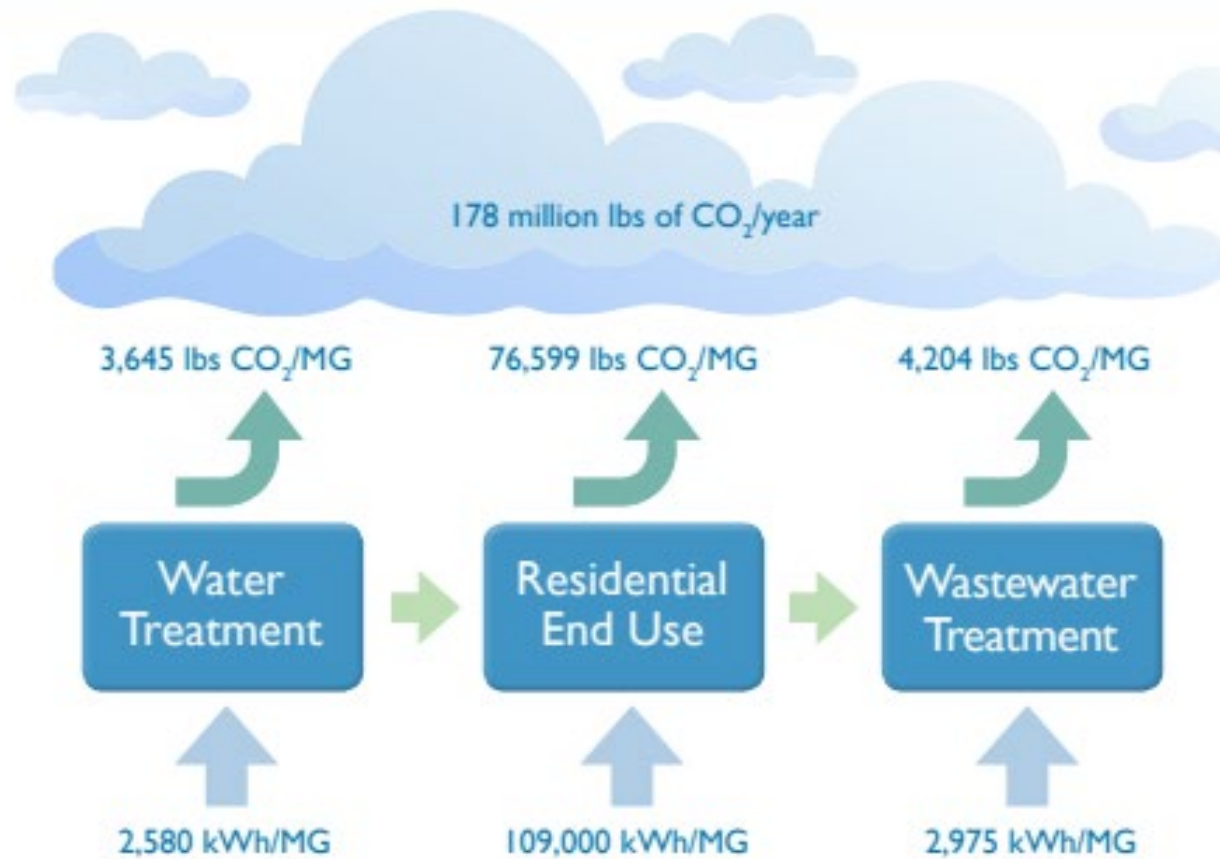 178 million lbs of CO₂/year
3,645 lbs CO₂/MG
76,599 lbs CO₂/MG
4,204 lbs CO₂/MG
Water
Treatment
Residential
End Use
Wastewater
Treatment
2,580 kWh/MG
109,000 kWh/MG
2,975 kWh/MG